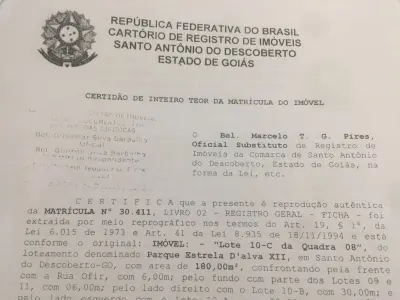 REPÚBLICA FEDERATIVA DO BRASIL
CARTÓRIO DE REGISTRO DE IMÓVEIS
SANTO ANTÔNIO DO DESCOBERTO
ESTADO DE GOIÁS
CERTIDÃO DE INTEIRO TEOR DA MATRÍCULA DO IMÓVEL
O Bel. Marcelo T. G. Pires,
Oficial Substituto de Registro de
Imóveis da Comarca de Santo Antônio
do Descoberto, Estado de Goiás, na
forma da Lei, etc.
C E R T I F I C A que a presente é reprodução autêntica
da MATRÍCULA Nº 30.411, LIVRO 02 - REGISTRO GERAL - FICHA - foi
extraída por meio reprográfico nos termos do Art. 19, § 1º, da
Lei 6.015 de 1973 e Art. 41 da Lei 8.935 de 18/11/1994 e está
conforme o original: IMÓVEL: - "Lote 10-C da Quadra 08", do
loteamento denominado Parque Estrela D'alva XII, em Santo Antônio
do Descoberto-GO, com área de 180,00m², confrontando pela frente
com a Rua Ofir, com 6,00m; pelo fundo com parte dos Lotes 09 e
11, com 06,00m; pelo lado direito com o Lote 10-B, com 30,00m; e
pelo lado esquerdo com